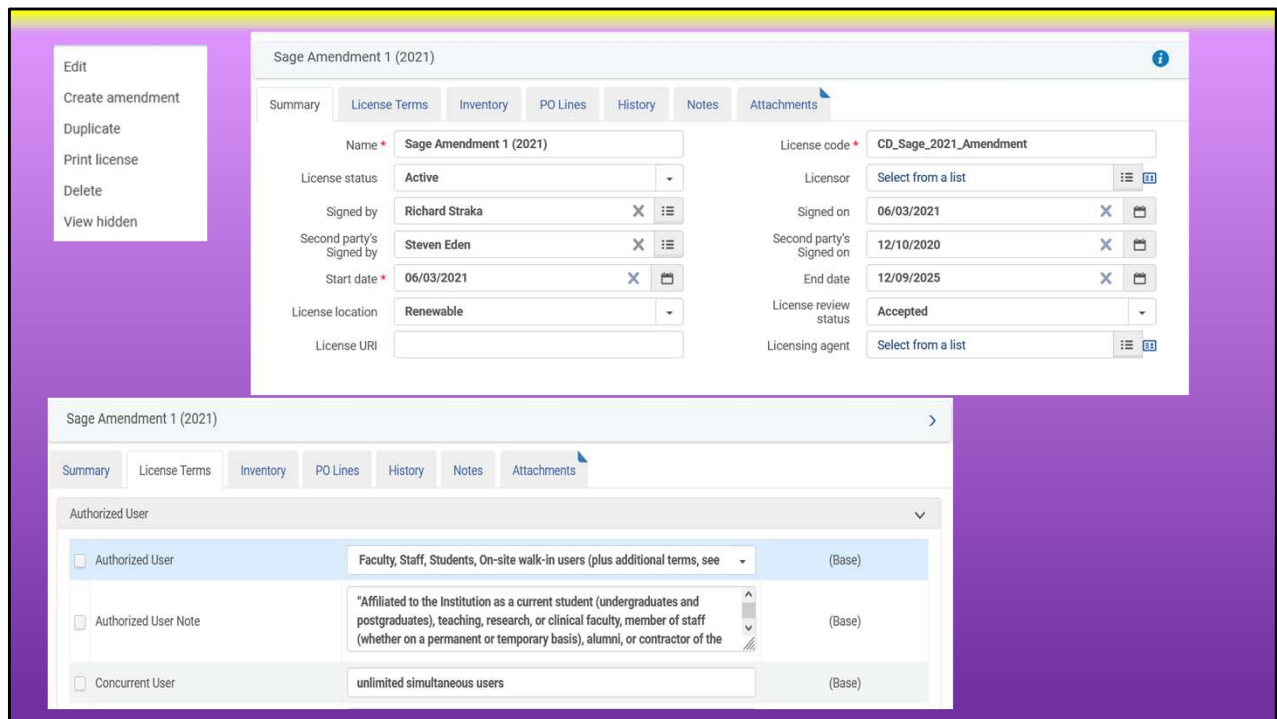 Edit
Create amendment
Duplicate
Print license
Delete
View hidden
Sage Amendment 1 (2021)
Summary License Terms Inventory PO Lines History Notes Attachments
Name * Sage Amendment 1 (2021) License code * CD_Sage_2021_Amendment
License status Active Licensor Select from a list
Signed by Richard Straka Signed on 06/03/2021
Second party's
Signed by Steven Eden Second party's
Signed on 12/10/2020
Start date * 06/03/2021 End date 12/09/2025
License location Renewable License review
status Accepted
License URI Licensing agent Select from a list
Sage Amendment 1 (2021)
Summary License Terms Inventory PO Lines History Notes Attachments
Authorized User
Authorized User Faculty, Staff, Students, On-site walk-in users (plus additional terms, see (Base)
Authorized User Note "Affiliated to the Institution as a current student (undergraduates and
postgraduates), teaching, research, or clinical faculty, member of staff
(whether on a permanent or temporary basis), alumni, or contractor of the (Base)
Concurrent User unlimited simultaneous users (Base)